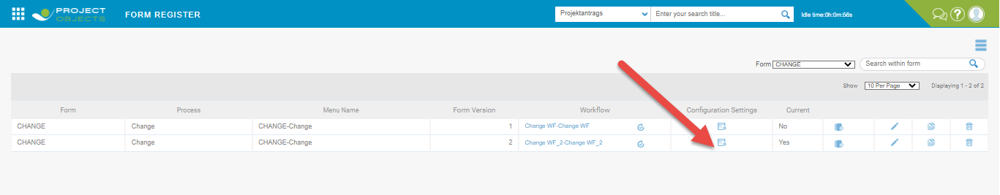 PROJECT
OBJECTS
FORM REGISTER
Projektantrags
Enter your search title...
Idle time:0h:0m:56s
Form
CHANGE
Search within form
Show
10 Per Page
Displaying 1 - 2 of 2
Form Process Menu Name Form Version Workflow Configuration Settings Current
CHANGE Change CHANGE-Change 1 Change WF-Change WF No
CHANGE Change CHANGE-Change 2 Change WF_2-Change WF_2 Yes